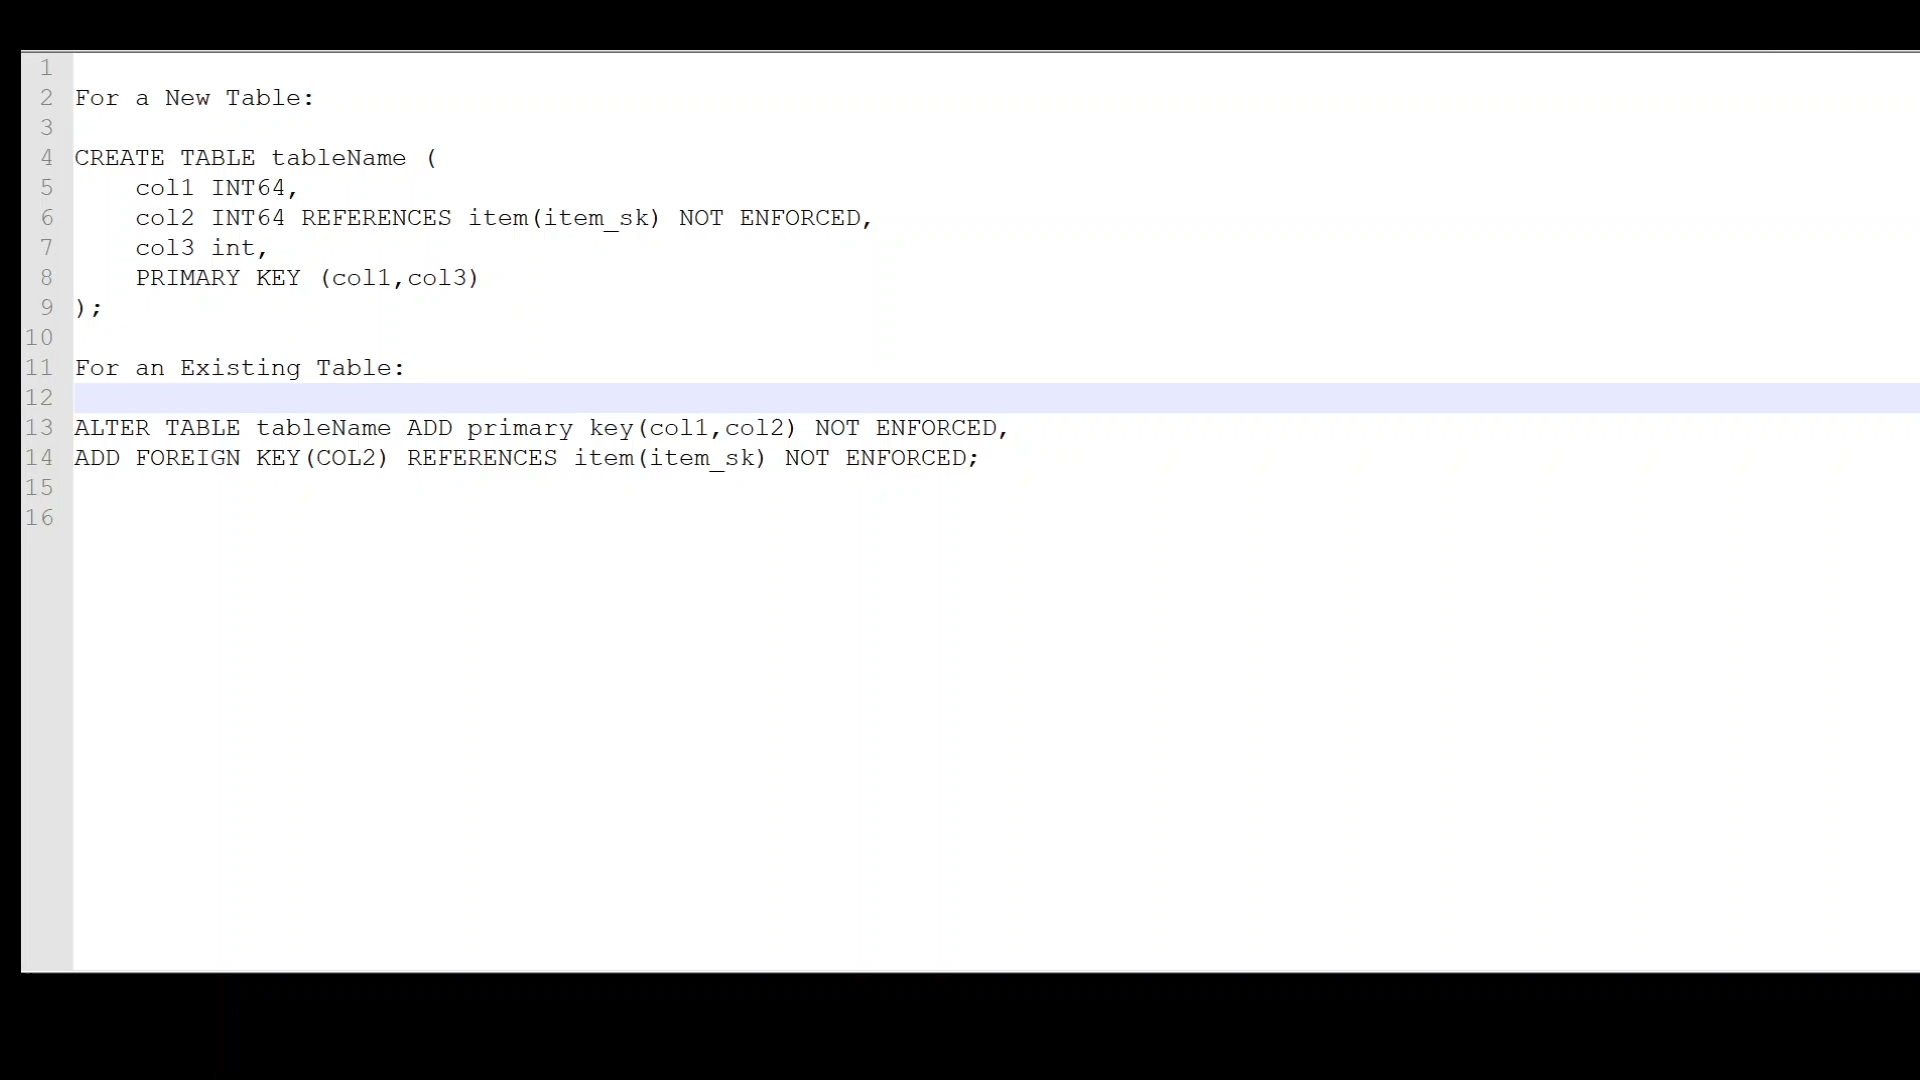 1
2 For a New Table:
3
4 CREATE TABLE tableName (
5     col1 INT64,
6     col2 INT64 REFERENCES item(item_sk) NOT ENFORCED,
7     col3 int,
8     PRIMARY KEY (col1,col3)
9 );
10
11 For an Existing Table:
12
13 ALTER TABLE tableName ADD primary key(col1,col2) NOT ENFORCED,
14 ADD FOREIGN KEY(COL2) REFERENCES item(item_sk) NOT ENFORCED;
15
16